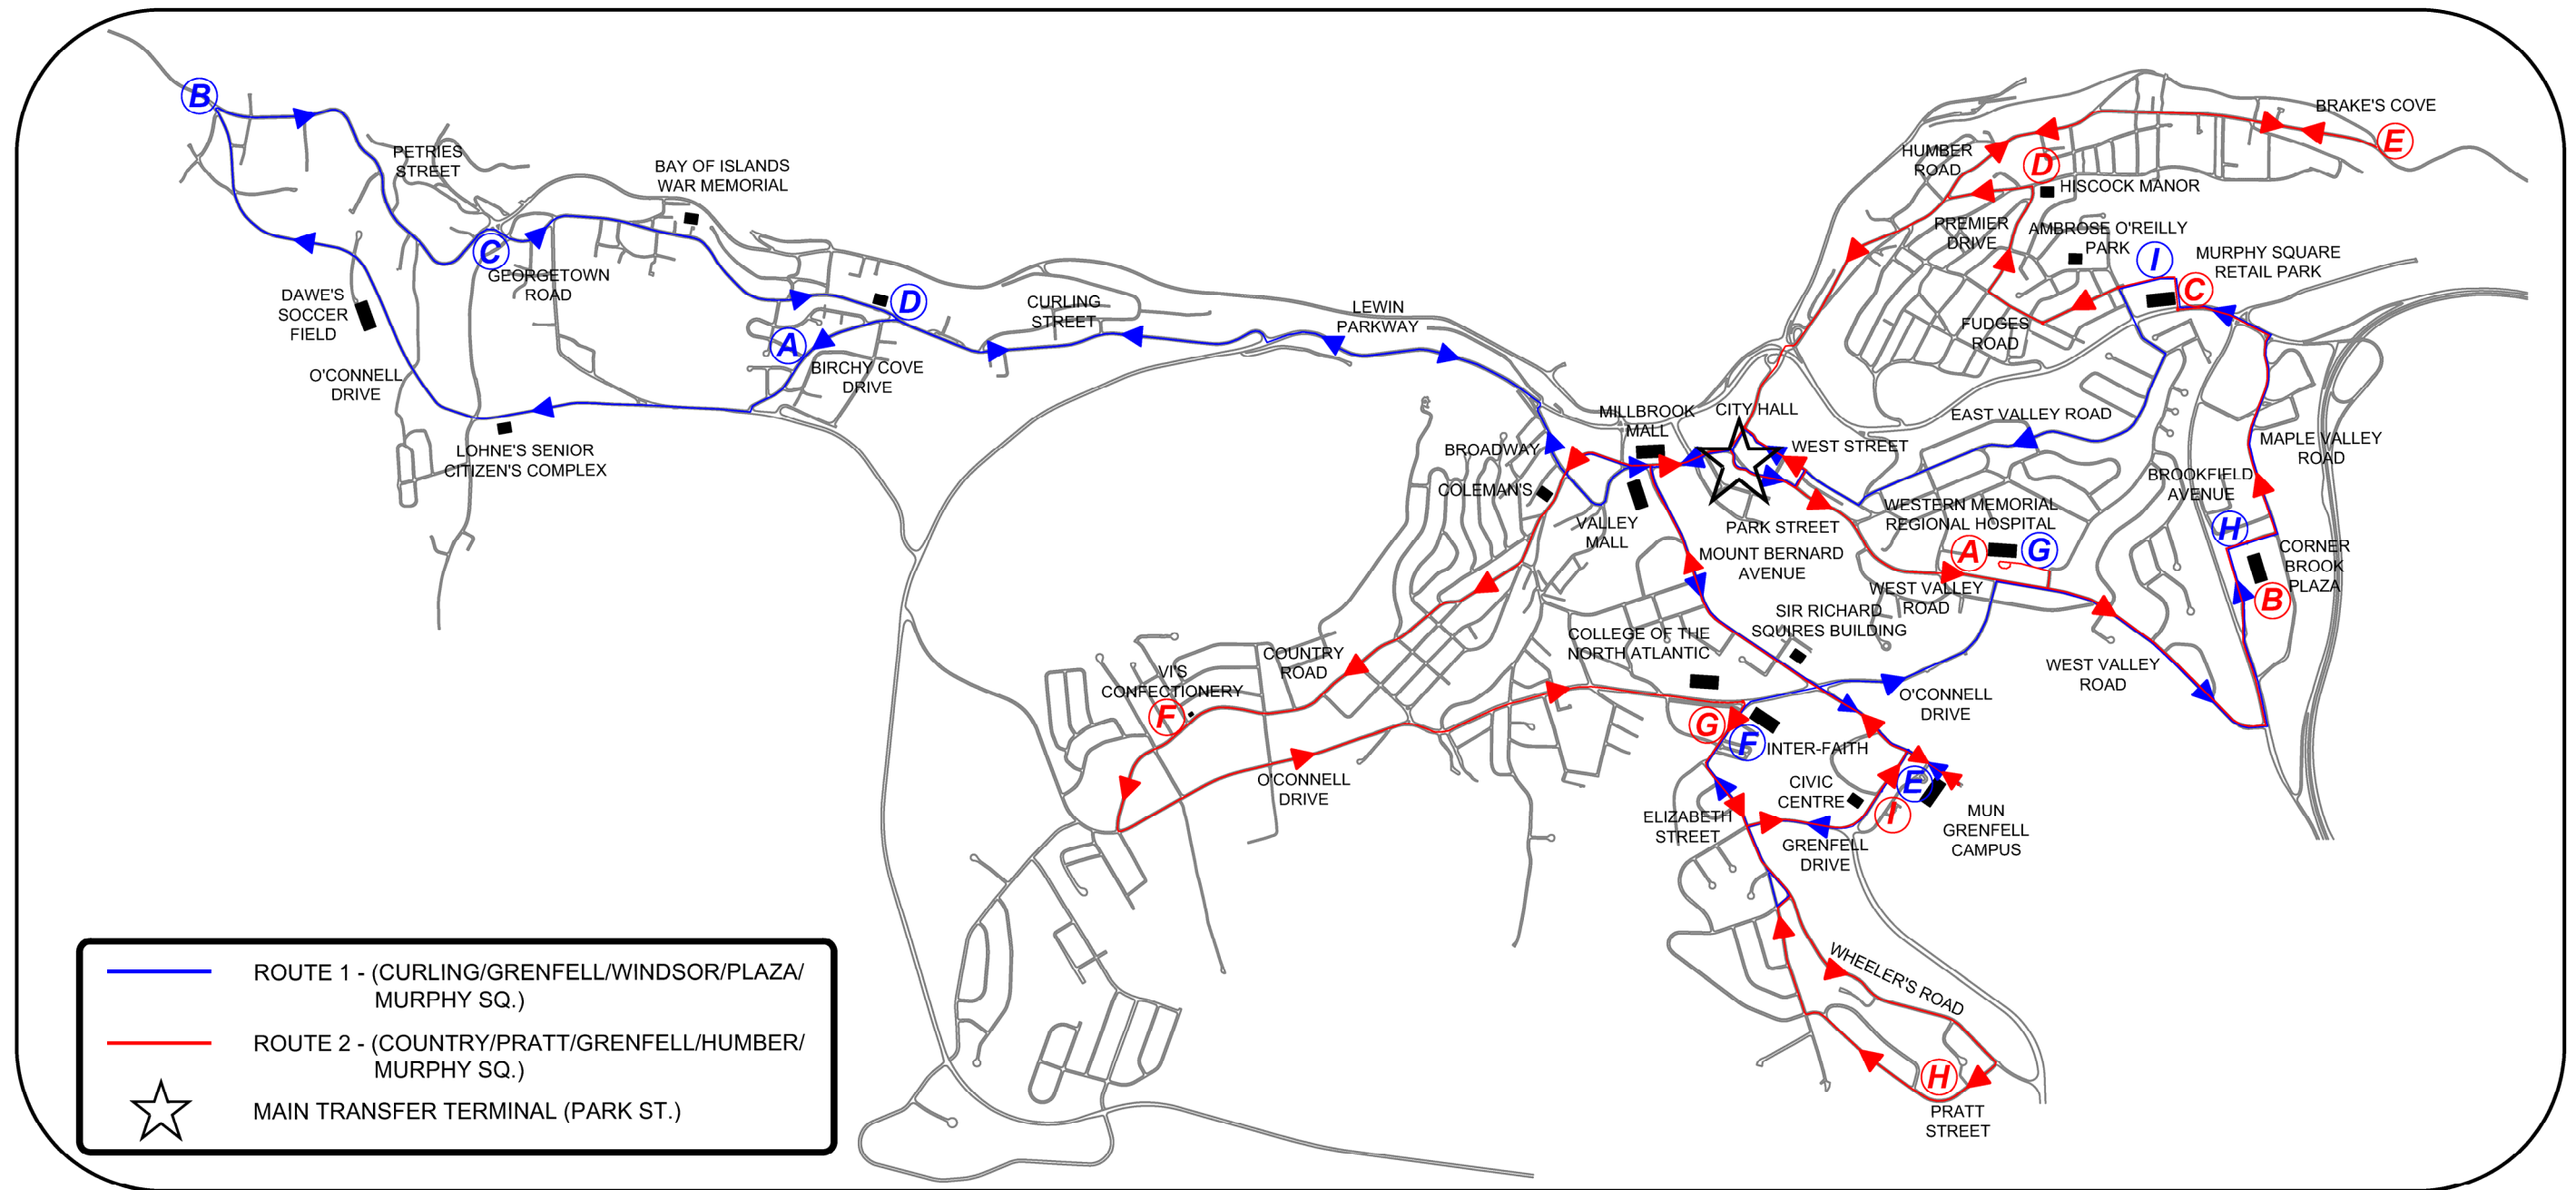 B
PETRIES
STREET
BAY OF ISLANDS
WAR MEMORIAL
C
GEORGETOWN
ROAD
DAWE'S
SOCCER
FIELD
O'CONNELL
DRIVE
LOHNE'S SENIOR
CITIZEN'S COMPLEX
A
BIRCHY COVE
DRIVE
D
CURLING
STREET
LEWIN
PARKWAY
BROADWAY
COLEMAN'S
MILLBROOK
MALL
CITY HALL
WEST STREET
VALLEY
MALL
PARK STREET
MOUNT BERNARD
AVENUE
HUMBER
ROAD
D
HISCOCK MANOR
BRAKE'S COVE
E
PREMIER
DRIVE
AMBROSE O'REILLY
PARK
I
MURPHY SQUARE
RETAIL PARK
C
FUDGES
ROAD
EAST VALLEY ROAD
MAPLE VALLEY
ROAD
BROOKFIELD
AVENUE
WESTERN MEMORIAL
REGIONAL HOSPITAL
A
G
H
CORNER
BROOK
PLAZA
B
WEST VALLEY
ROAD
SIR RICHARD
SQUIRES BUILDING
COLLEGE OF THE
NORTH ATLANTIC
WEST VALLEY
ROAD
COUNTRY
ROAD
VI'S
CONFECTIONERY
F
O'CONNELL
DRIVE
O'CONNELL
DRIVE
G
F
INTER-FAITH
CIVIC
CENTRE
E
I
MUN
GRENFELL
CAMPUS
ELIZABETH
STREET
GRENFELL
DRIVE
WHEELER'S ROAD
H
PRATT
STREET
ROUTE 1 - (CURLING/GRENFELL/WINDSOR/PLAZA/
MURPHY SQ.)
ROUTE 2 - (COUNTRY/PRATT/GRENFELL/HUMBER/
MURPHY SQ.)
MAIN TRANSFER TERMINAL (PARK ST.)